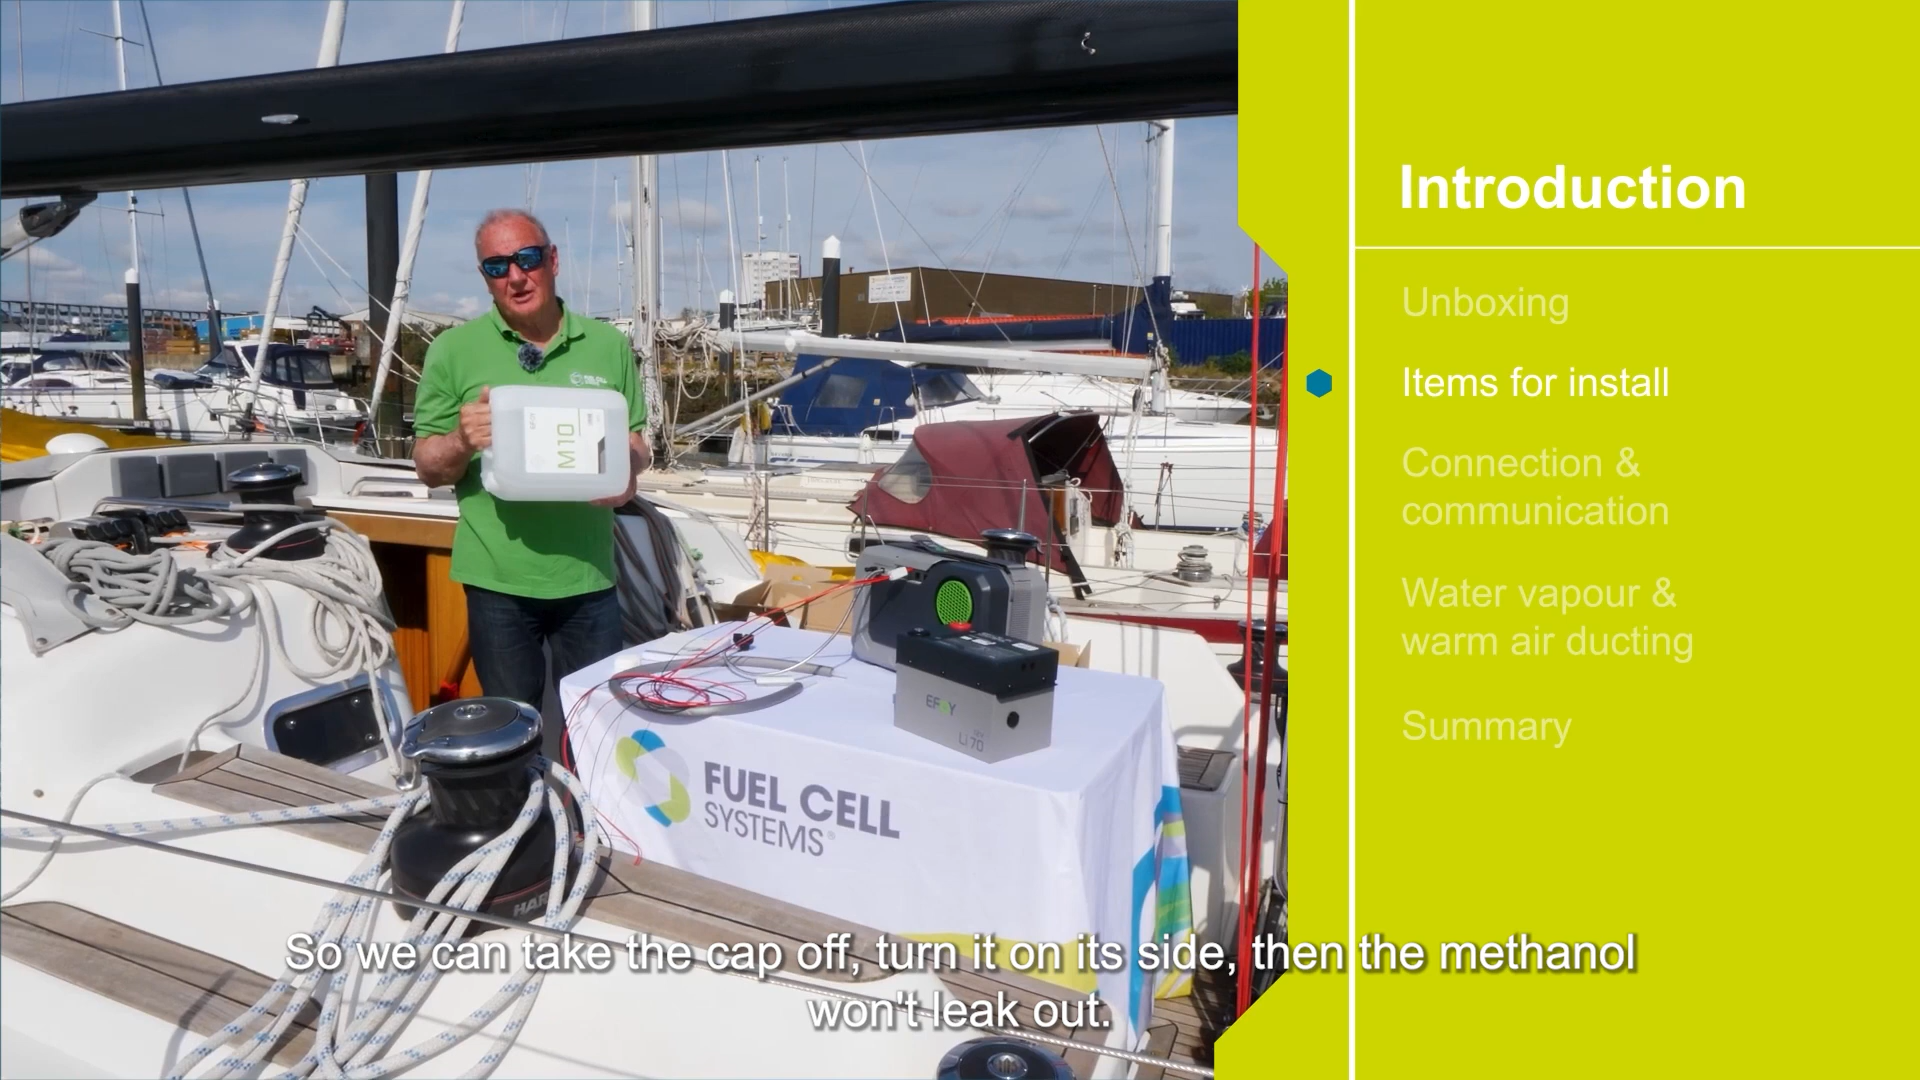 Introduction
Unboxing
Items for install
Connection &
communication
Water vapour &
warm air ducting
Summary
M10
EFOY
Li 70
FUEL CELL
SYSTEMS®
So we can take the cap off, turn it on its side, then the methanol
won't leak out.